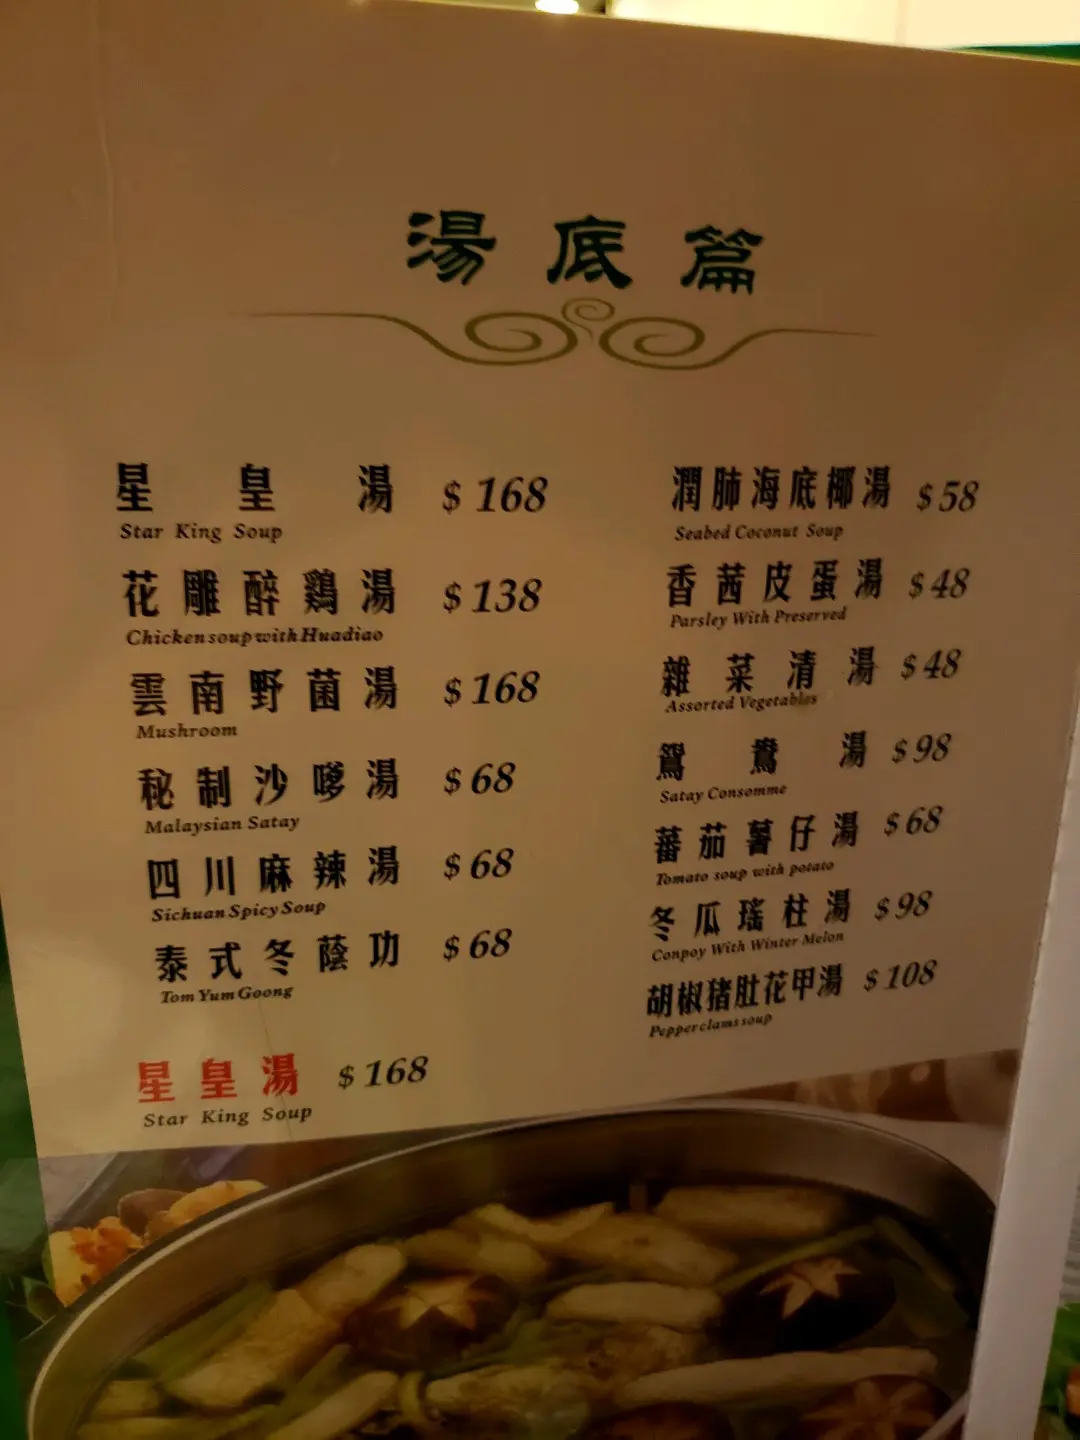 湯底篇
星皇湯 $168
Star King Soup
花雕醉鷄湯 $138
Chicken soup with Huadiao
雲南野菌湯 $168
Mushroom
秘制沙嗲湯 $68
Malaysian Satay
四川麻辣湯 $68
Sichuan Spicy Soup
泰式冬蔭功 $68
Tom Yum Goong
星皇湯 $168
Star King Soup
潤肺海底椰湯 $58
Seabed Coconut Soup
香茜皮蛋湯 $48
Parsley With Preserved
雜菜清湯 $48
Assorted Vegetables
鴛鴦湯 $98
Satay Consomme
蕃茄薯仔湯 $68
Tomato soup with potato
冬瓜瑤柱湯 $98
Conpoy With Winter Melon
胡椒猪肚花甲湯 $108
Pepper clams soup